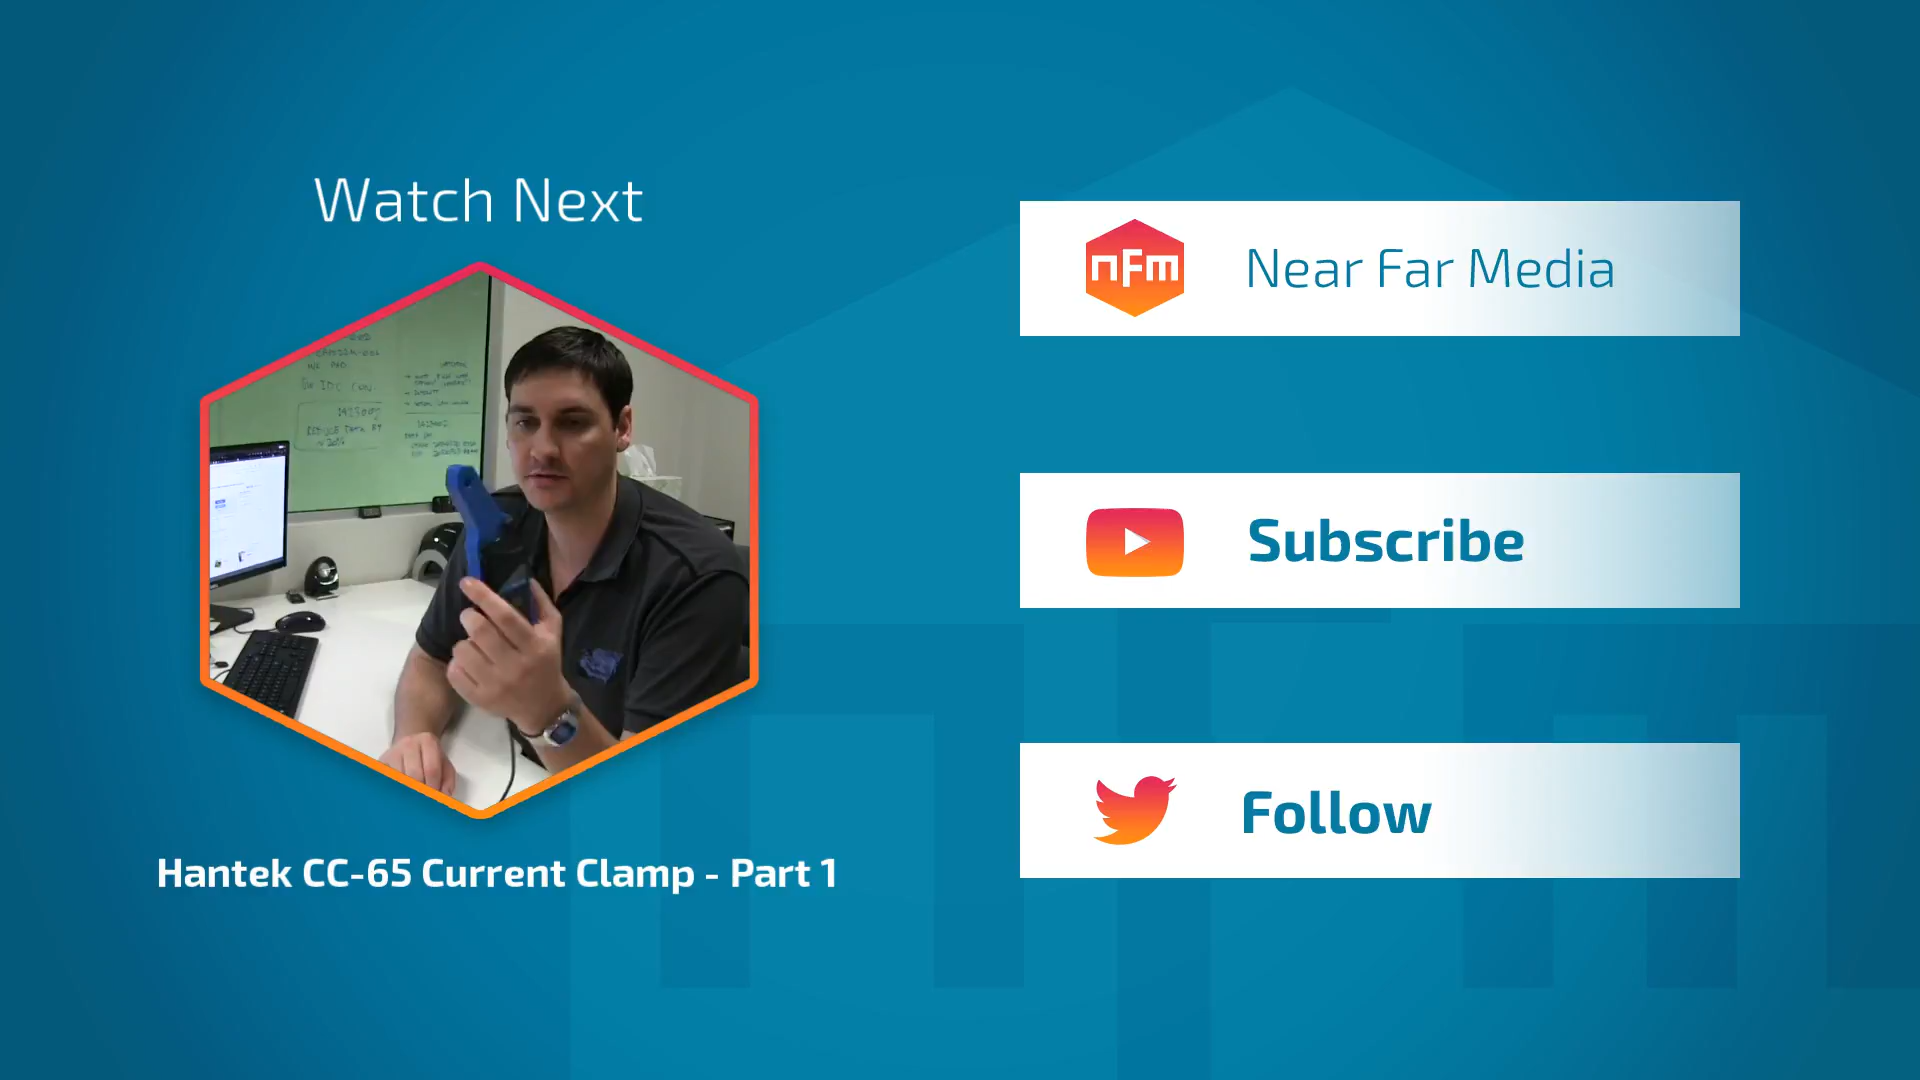 Watch Next
Hantek CC-65 Current Clamp - Part 1
nFm
Near Far Media
Subscribe
Follow